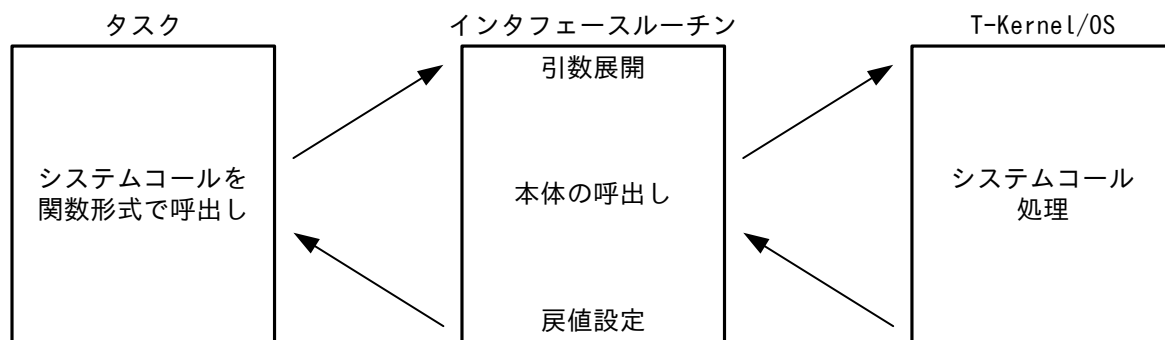 タスク
インタフェースルーチン
T-Kernel/OS
引数展開
システムコールを
関数形式で呼出し
本体の呼出し
システムコール
処理
戻値設定